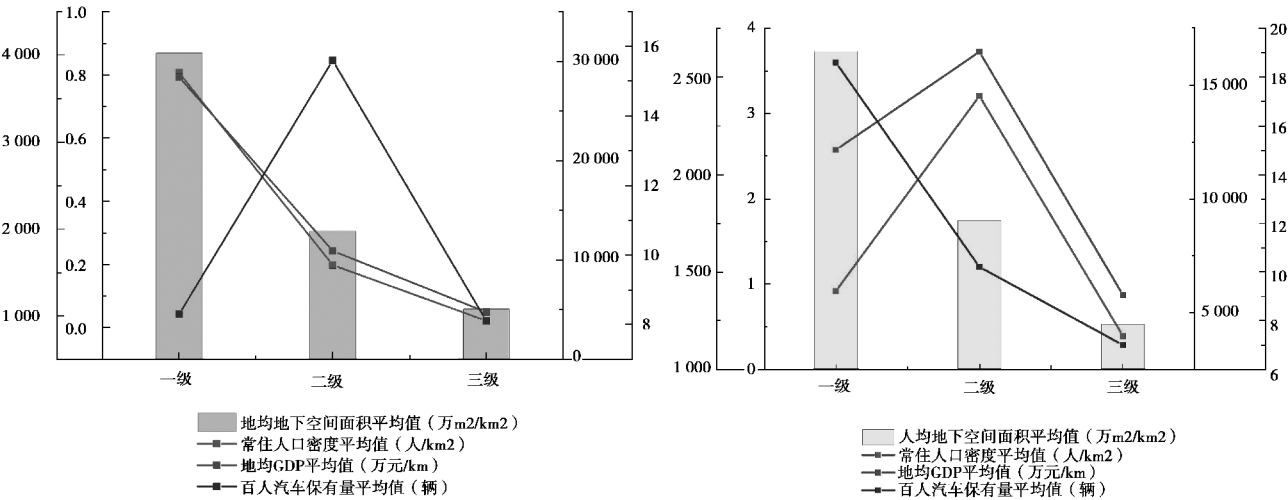 1.0
4 000
0.8
3 000
0.6
0.4
2 000
0.2
1 000
0.0
30 000
20 000
10 000
0
16
14
12
10
8
一级
二级
三级
地均地下空间面积平均值（万m2/km2）
常住人口密度平均值（人/km2）
地均GDP平均值（万元/km）
百人汽车保有量平均值（辆）
2 500
2 000
1 500
1 000
4
3
2
1
0
15 000
10 000
5 000
20
18
16
14
12
10
8
6
一级
二级
三级
人均地下空间面积平均值（万m2/km2）
常住人口密度平均值（人/km2）
地均GDP平均值（万元/km）
百人汽车保有量平均值（辆）